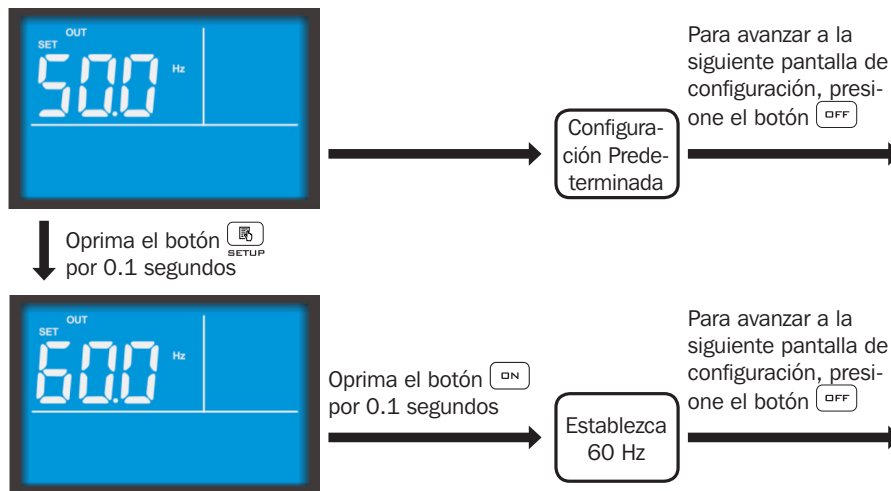 OUT
SET
50.0 Hz
Para avanzar a la
siguiente pantalla de
configuración, presi-
one el botón OFF
Configura-
ción Prede-
terminada
Oprima el botón
SETUP
por 0.1 segundos
OUT
SET
60.0 Hz
Oprima el botón ON
por 0.1 segundos
Para avanzar a la
siguiente pantalla de
configuración, presi-
one el botón OFF
Establezca
60 Hz